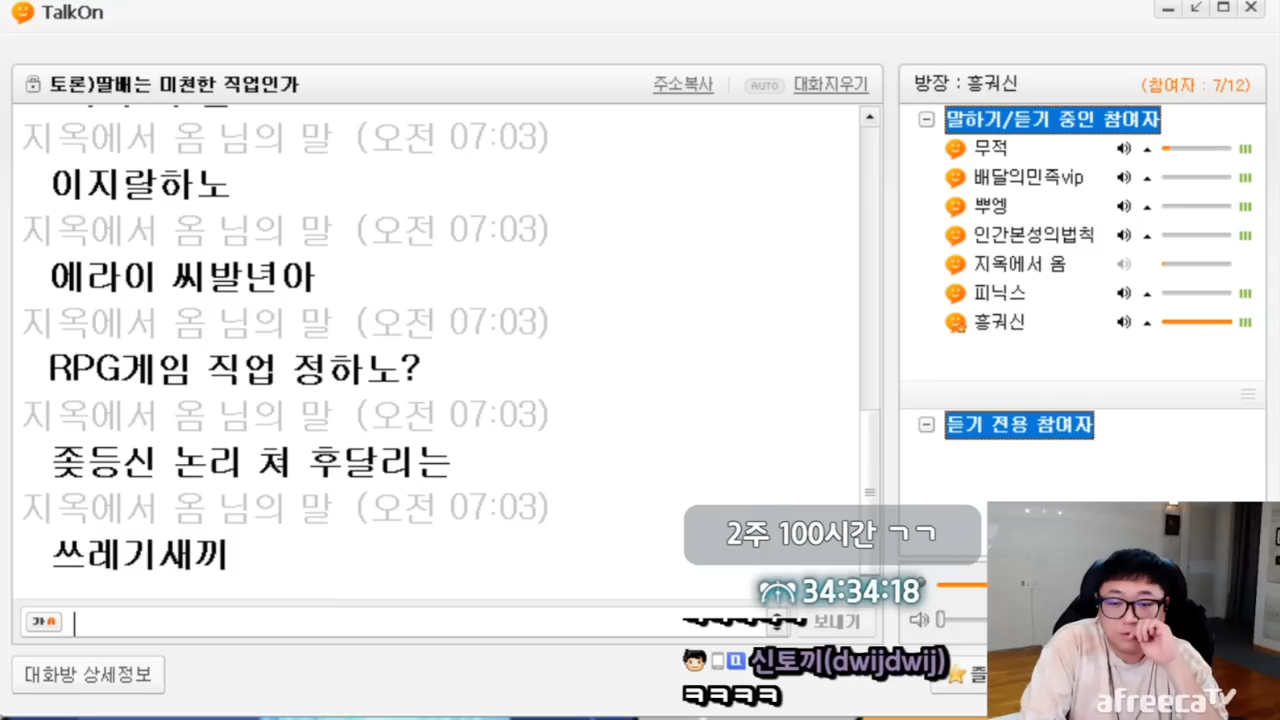 TalkOn
토론)딸배는 미천한 직업인가
주소복사
AUTO
대화지우기
지옥에서 옴 님의 말 (오전 07:03)
이지랄하노
지옥에서 옴 님의 말 (오전 07:03)
에라이 씨발년아
지옥에서 옴 님의 말 (오전 07:03)
RPG게임 직업 정하노?
지옥에서 옴 님의 말 (오전 07:03)
좆등신 논리 쳐 후달리는
지옥에서 옴 님의 말 (오전 07:03)
쓰레기새끼
가
보내기
대화방 상세정보
방장 : 흥궈신
(참여자 : 7/12)
말하기/듣기 중인 참여자
무적
배달의민족vip
뿌엥
인간본성의법칙
지옥에서 옴
피닉스
흥궈신
듣기 전용 참여자
2주 100시간 ㄱㄱ
34:34:18
신토끼(dwijdwij)
ㅋㅋㅋㅋ
즐
afreecaTV